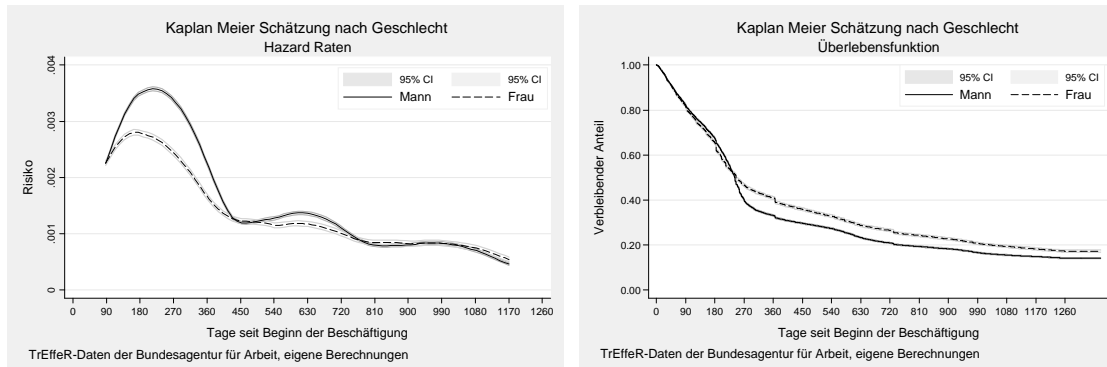 Kaplan Meier Schätzung nach Geschlecht
Hazard Raten
.004
.003
.002
.001
0
Risiko
95% CI 95% CI
Mann Frau
0 90 180 270 360 450 540 630 720 810 900 990 1080 1170 1260
Tage seit Beginn der Beschäftigung
TrEffeR-Daten der Bundesagentur für Arbeit, eigene Berechnungen
Kaplan Meier Schätzung nach Geschlecht
Überlebensfunktion
1.00
0.80
0.60
0.40
0.20
0.00
Verbleibender Anteil
95% CI 95% CI
Mann Frau
0 90 180 270 360 450 540 630 720 810 900 990 1080 1170 1260
Tage seit Beginn der Beschäftigung
TrEffeR-Daten der Bundesagentur für Arbeit, eigene Berechnungen